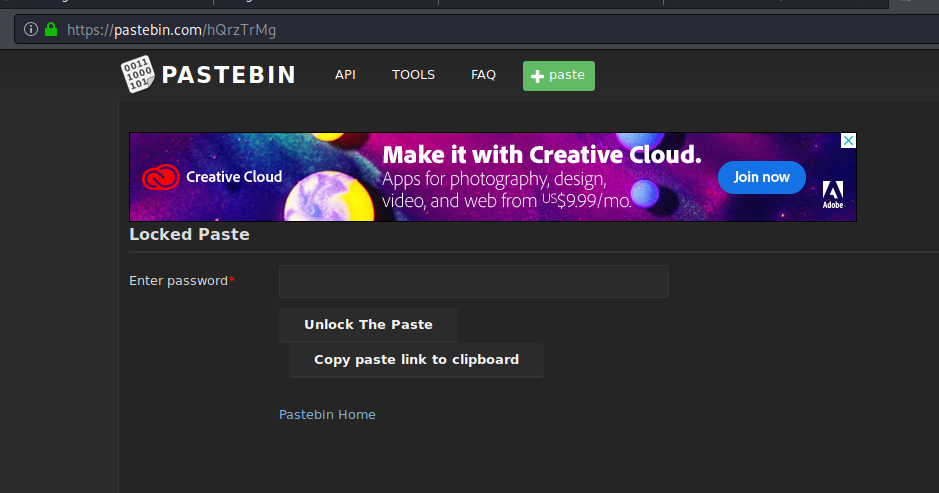 https://pastebin.com/hQrzTrMg
0011
1000
101
PASTEBIN API TOOLS FAQ + paste
Creative Cloud
Make it with Creative Cloud.
Apps for photography, design,
video, and web from US$9.99/mo.
Join now
Adobe
Locked Paste
Enter password*
Unlock The Paste
Copy paste link to clipboard
Pastebin Home